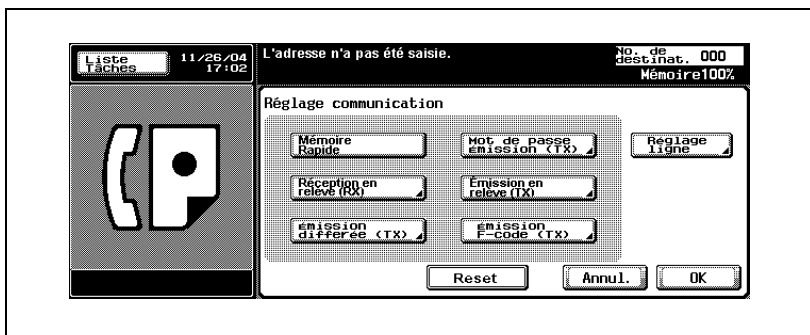 Liste
Tâches
11/26/04
17:02
L'adresse n'a pas été saisie.
No. de
destinat. 000
Mémoire100%
Réglage communication
Mémoire
Rapide
Mot de passe
émission (TX)
Réglage
ligne
Réception en
relève (RX)
Émission en
relève (TX)
émission
différée (TX)
émission
F-code (TX)
Reset
Annul.
OK